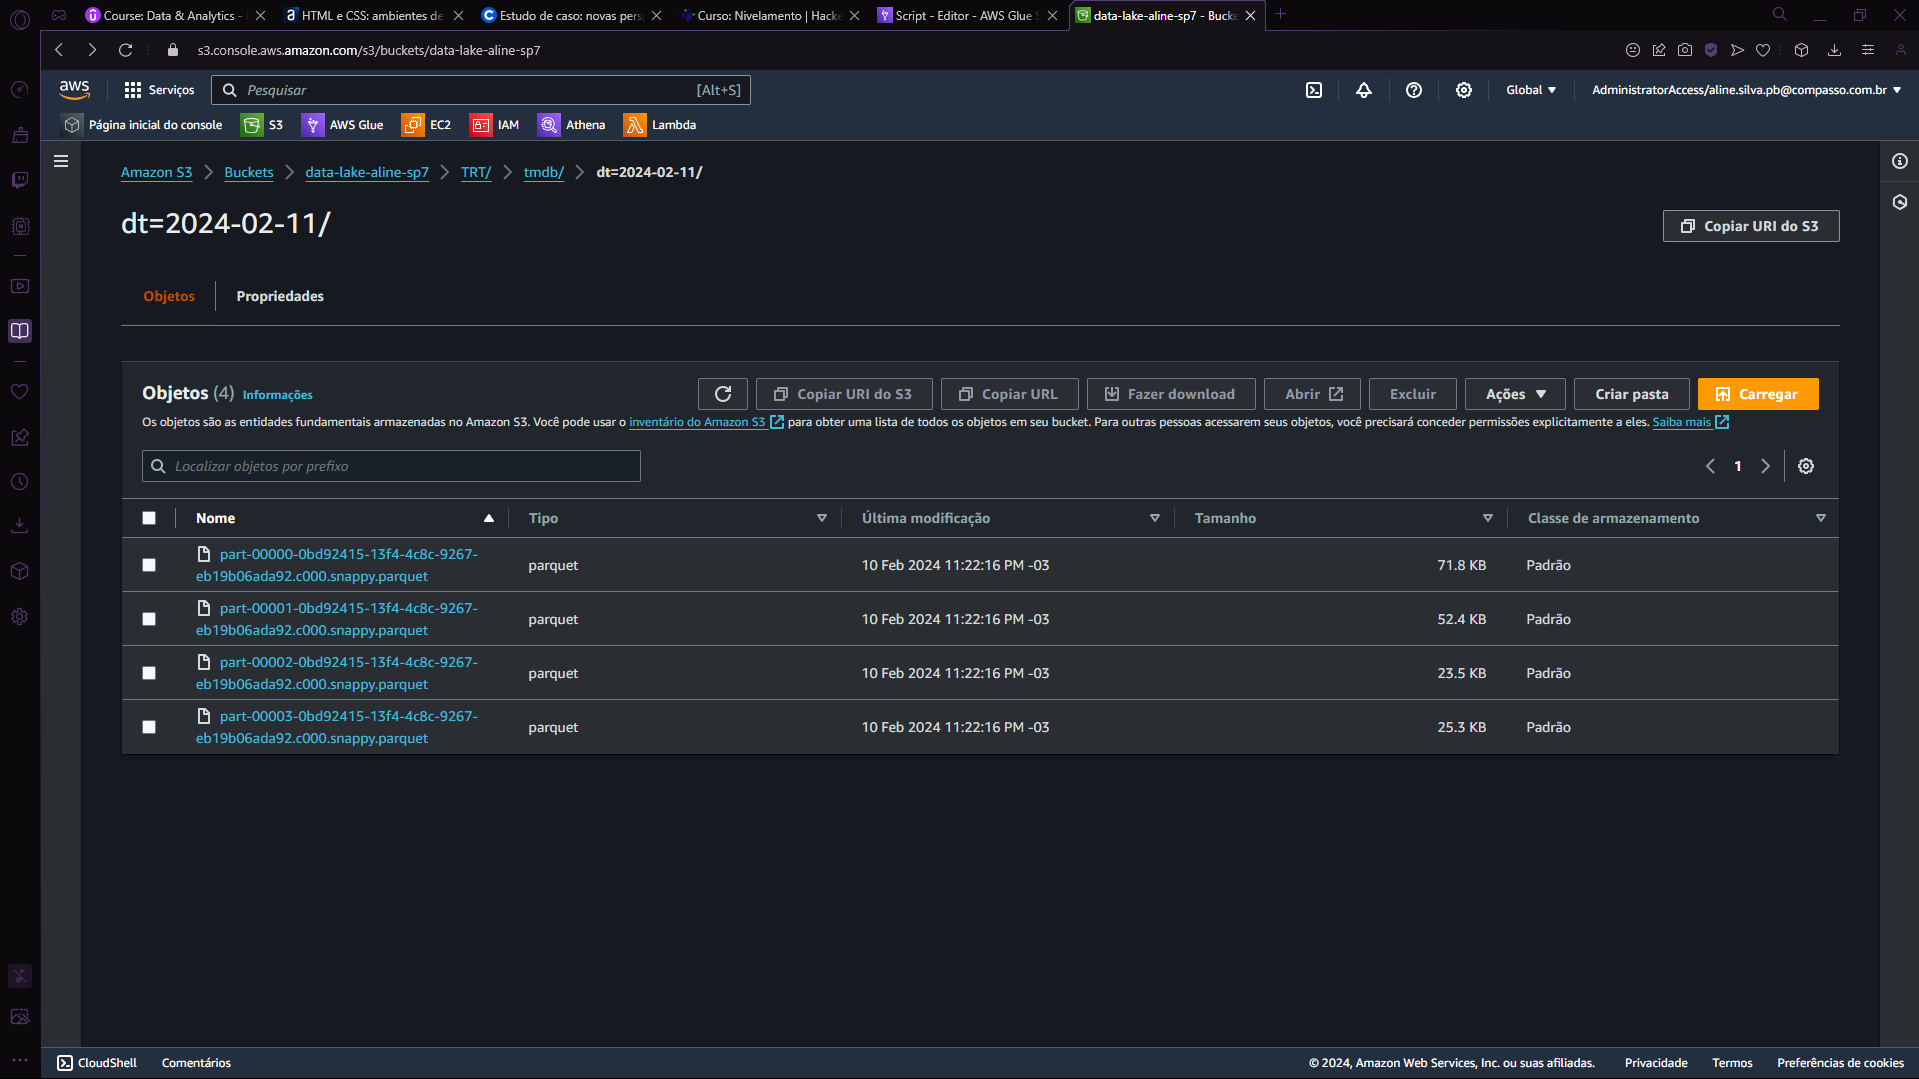 Course: Data & Analytics -
HTML e CSS: ambientes de
Estudo de caso: novas persp
Curso: Nivelamento | Hacke
Script - Editor - AWS Glue S
data-lake-aline-sp7 - Bucke
s3.console.aws.amazon.com/s3/buckets/data-lake-aline-sp7
aws
Serviços
Pesquisar
[Alt+S]
Global
AdministratorAccess/aline.silva.pb@compasso.com.br
Página inicial do console
S3
AWS Glue
EC2
IAM
Athena
Lambda
Amazon S3
Buckets
data-lake-aline-sp7
TRT/
tmdb/
dt=2024-02-11/
dt=2024-02-11/
Copiar URI do S3
Objetos
Propriedades
Objetos (4)
Informações
Copiar URI do S3
Copiar URL
Fazer download
Abrir
Excluir
Ações
Criar pasta
Carregar
Os objetos são as entidades fundamentais armazenadas no Amazon S3. Você pode usar o inventário do Amazon S3 para obter uma lista de todos os objetos em seu bucket. Para outras pessoas acessarem seus objetos, você precisará conceder permissões explicitamente a eles. Saiba mais
Localizar objetos por prefixo
1
Nome
Tipo
Última modificação
Tamanho
Classe de armazenamento
part-00000-0bd92415-13f4-4c8c-9267-
eb19b06ada92.c000.snappy.parquet
parquet
10 Feb 2024 11:22:16 PM -03
71.8 KB
Padrão
part-00001-0bd92415-13f4-4c8c-9267-
eb19b06ada92.c000.snappy.parquet
parquet
10 Feb 2024 11:22:16 PM -03
52.4 KB
Padrão
part-00002-0bd92415-13f4-4c8c-9267-
eb19b06ada92.c000.snappy.parquet
parquet
10 Feb 2024 11:22:16 PM -03
23.5 KB
Padrão
part-00003-0bd92415-13f4-4c8c-9267-
eb19b06ada92.c000.snappy.parquet
parquet
10 Feb 2024 11:22:16 PM -03
25.3 KB
Padrão
CloudShell
Comentários
© 2024, Amazon Web Services, Inc. ou suas afiliadas.
Privacidade
Termos
Preferências de cookies